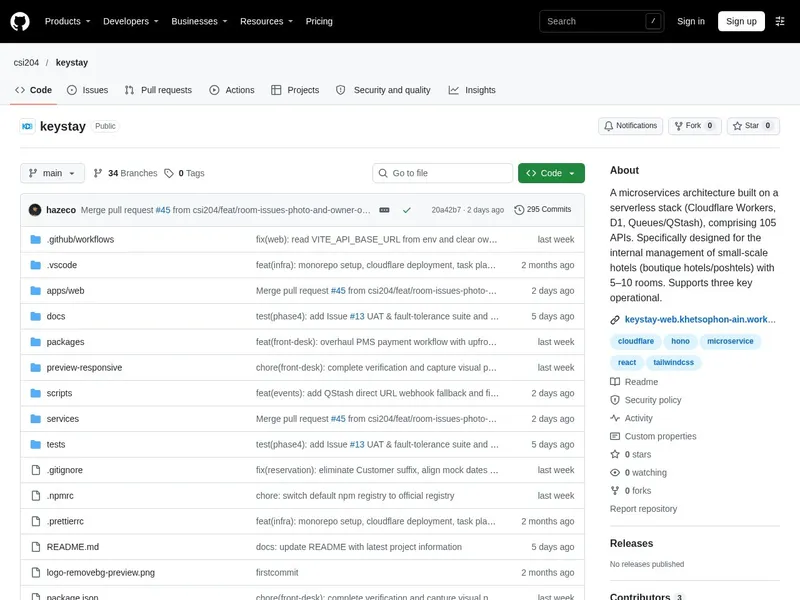 Products Developers Businesses Resources Pricing Search / Sign in Sign up
csi204 / keystay
Code Issues Pull requests Actions Projects Security and quality Insights
keystay Public Notifications Fork 0 Star 0
main 34 Branches 0 Tags Go to file Code
hazeco Merge pull request #45 from csi204/feat/room-issues-photo-and-owner-o… 20a42b7 · 2 days ago 295 Commits
.github/workflows fix(web): read VITE_API_BASE_URL from env and clear ow… last week
.vscode feat(infra): monorepo setup, cloudflare deployment, task pla… 2 months ago
apps/web Merge pull request #45 from csi204/feat/room-issues-photo-… 2 days ago
docs test(phase4): add Issue #13 UAT & fault-tolerance suite and … 5 days ago
packages feat(front-desk): overhaul PMS payment workflow with upfro… last week
preview-responsive chore(front-desk): complete verification and capture visual p… last week
scripts feat(events): add QStash direct URL webhook fallback and fi… 2 days ago
services Merge pull request #45 from csi204/feat/room-issues-photo-… 2 days ago
tests test(phase4): add Issue #13 UAT & fault-tolerance suite and … 5 days ago
.gitignore fix(reservation): eliminate Customer suffix, align mock dates … last week
.npmrc chore: switch default npm registry to official registry last week
.prettierrc feat(infra): monorepo setup, cloudflare deployment, task pla… 2 months ago
README.md docs: update README with latest project information 5 days ago
logo-removebg-preview.png firstcommit 2 months ago
package.json chore(front-desk): complete verification and capture visual p… last week
About
A microservices architecture built on a
serverless stack (Cloudflare Workers,
D1, Queues/QStash), comprising 105
APIs. Specifically designed for the
internal management of small-scale
hotels (boutique hotels/poshtels) with
5–10 rooms. Supports three key
operational.
keystay-web.khetsophon-ain.work…
cloudflare hono microservice
react tailwindcss
Readme
Security policy
Activity
Custom properties
0 stars
0 watching
0 forks
Report repository
Releases
No releases published
Contributors 3